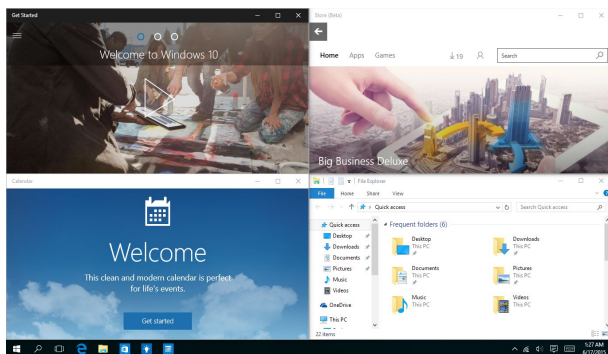 Get Started
Welcome to Windows 10
Store (Beta)
Home Apps Games
19
Search
Big Business Deluxe
Calendar
Welcome
This clean and modern calendar is perfect
for life's events.
Get started
File Explorer
File Home Share View
Quick access
Search Quick access
Quick access
Desktop
Downloads
Documents
Pictures
Music
Videos
OneDrive
This PC
Frequent folders (6)
Desktop
This PC
Downloads
This PC
Documents
This PC
Pictures
This PC
Music
This PC
Videos
This PC
22 items
1:27 AM
6/17/2015